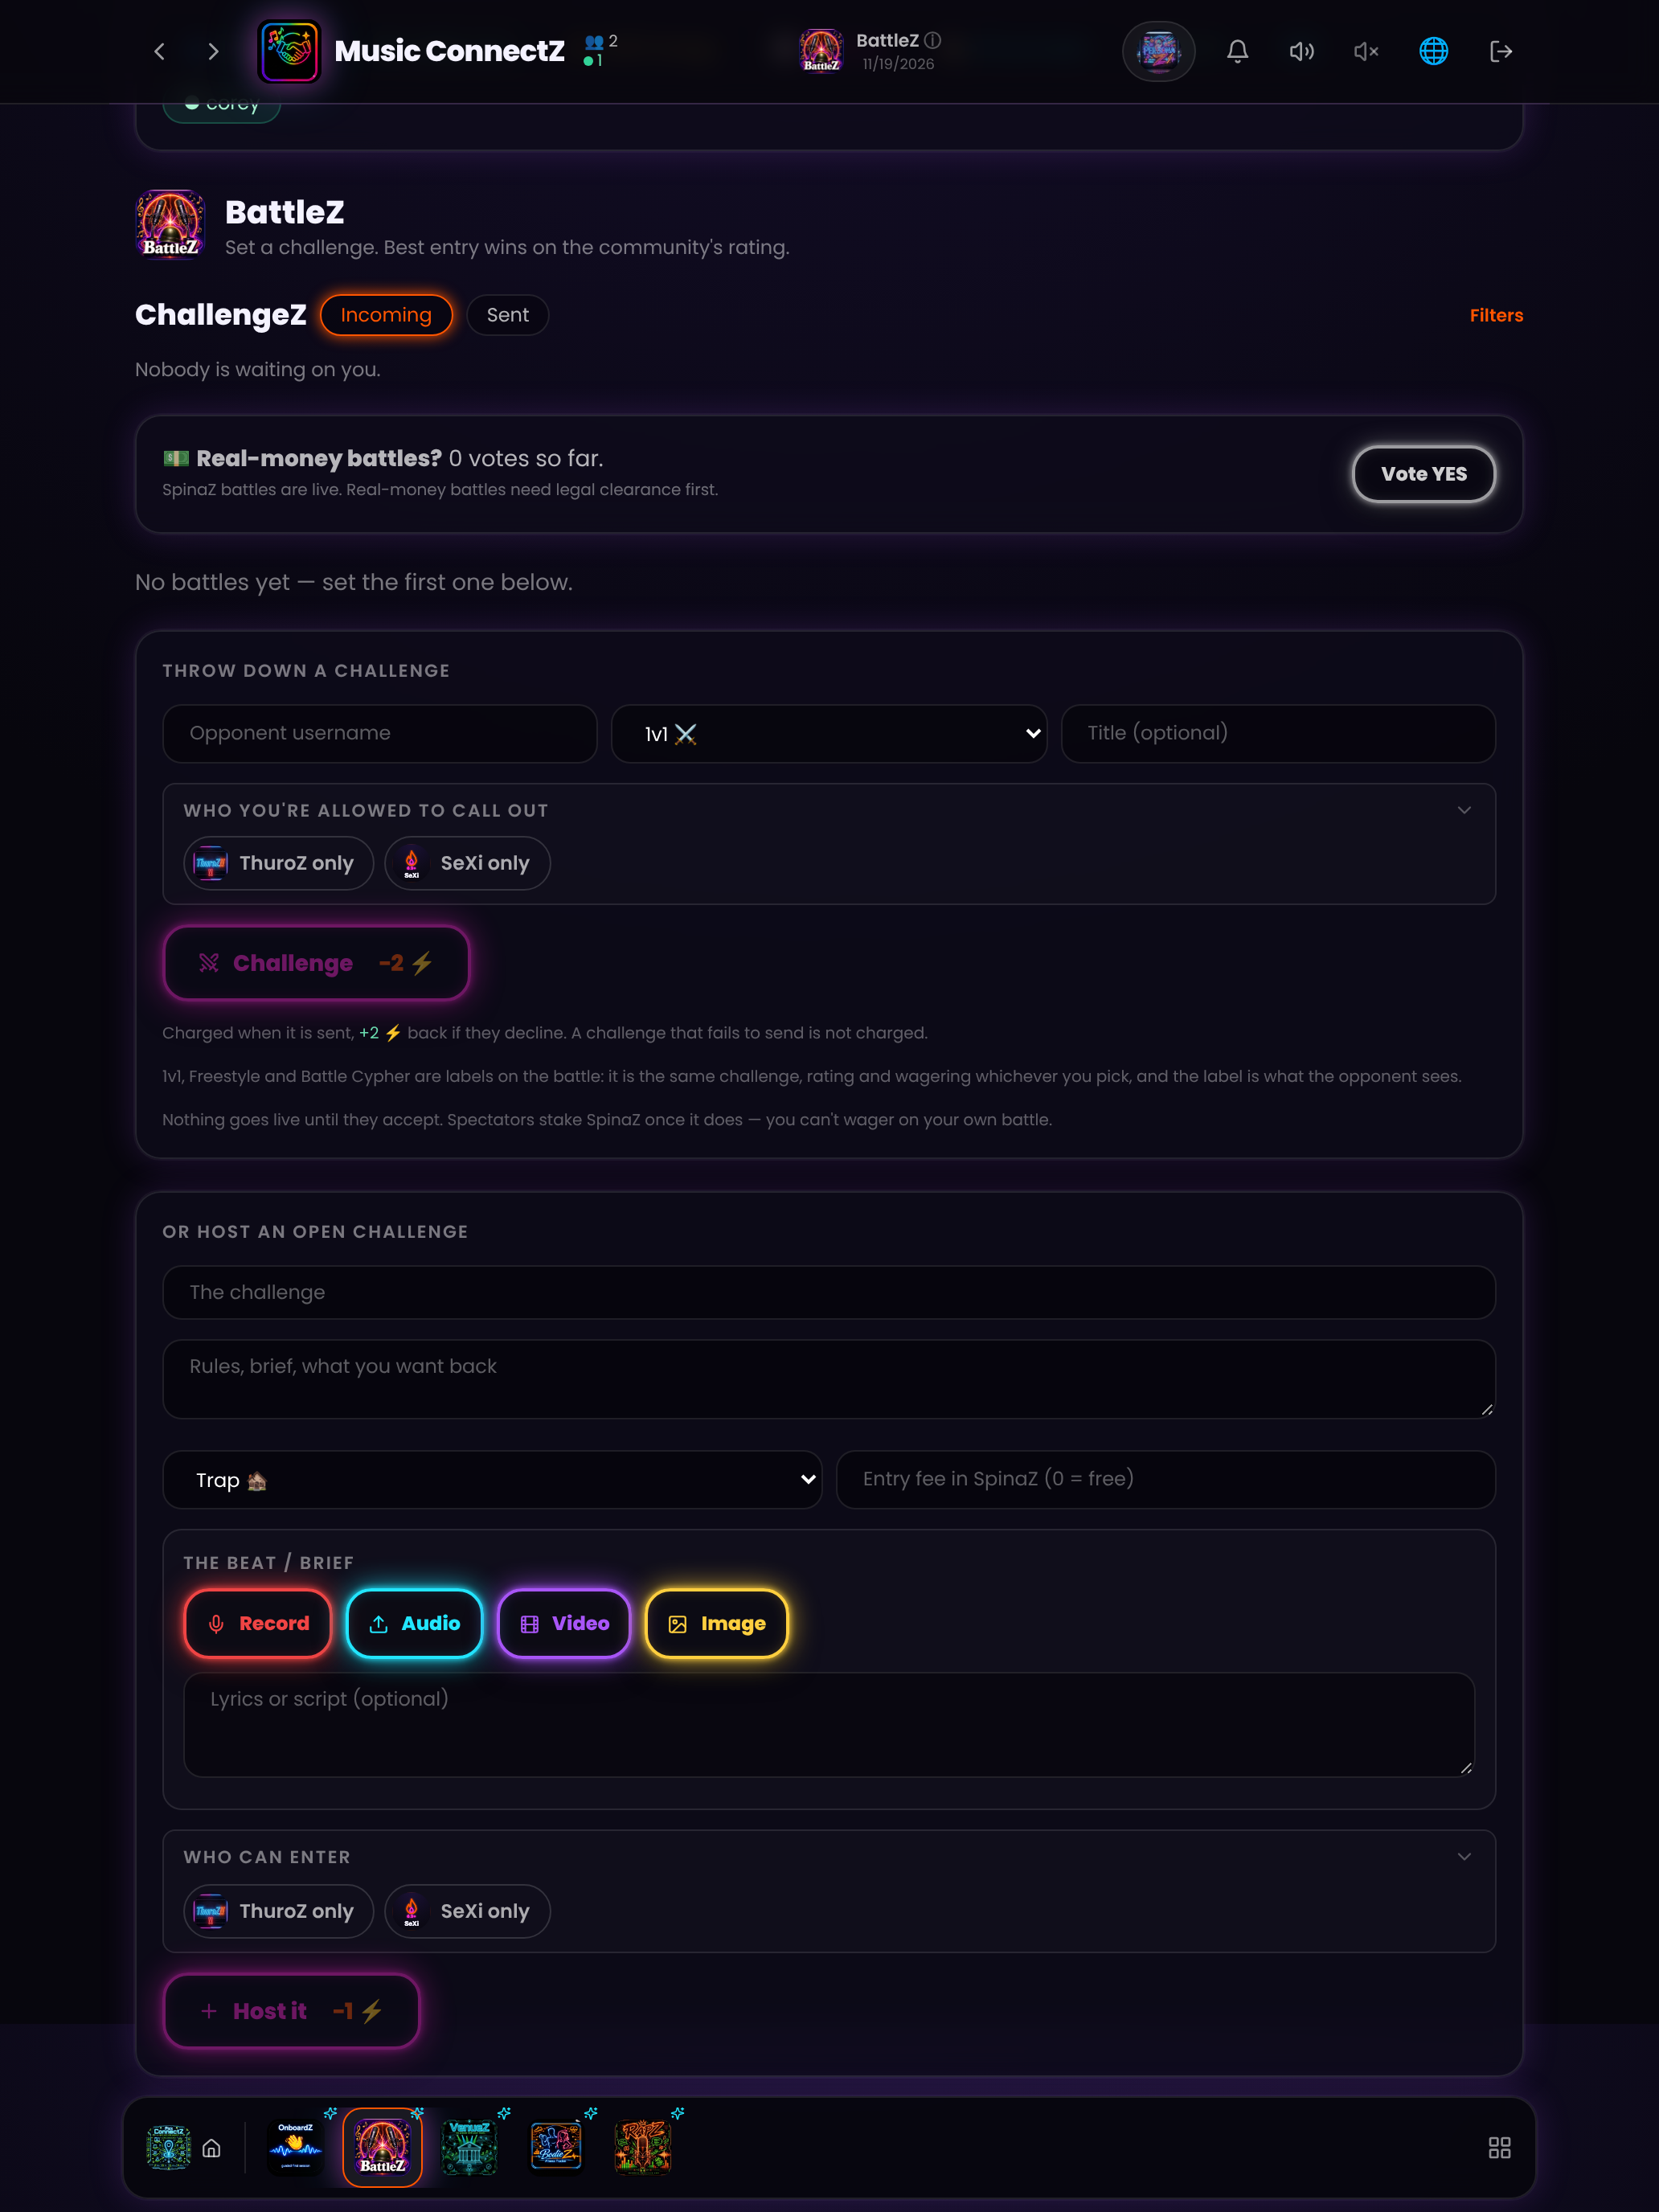 Music ConnectZ
2
1
BattleZ
BattleZ
11/19/2026
corey
BattleZ
BattleZ
Set a challenge. Best entry wins on the community's rating.
ChallengeZ
Incoming
Sent
Filters
Nobody is waiting on you.
Real-money battles? 0 votes so far.
SpinaZ battles are live. Real-money battles need legal clearance first.
Vote YES
No battles yet — set the first one below.
THROW DOWN A CHALLENGE
Opponent username
1v1 ⚔️
Title (optional)
WHO YOU'RE ALLOWED TO CALL OUT
ThuroZ only
SeXi
SeXi only
Challenge -2 ⚡
Charged when it is sent, +2 ⚡ back if they decline. A challenge that fails to send is not charged.
1v1, Freestyle and Battle Cypher are labels on the battle: it is the same challenge, rating and wagering whichever you pick, and the label is what the opponent sees.
Nothing goes live until they accept. Spectators stake SpinaZ once it does — you can't wager on your own battle.
OR HOST AN OPEN CHALLENGE
The challenge
Rules, brief, what you want back
Trap 🏚️
Entry fee in SpinaZ (0 = free)
THE BEAT / BRIEF
Record
Audio
Video
Image
Lyrics or script (optional)
WHO CAN ENTER
ThuroZ only
SeXi
SeXi only
+ Host it -1 ⚡
ConnectZ
OnboardZ
BattleZ
VenueZ
BodieZ